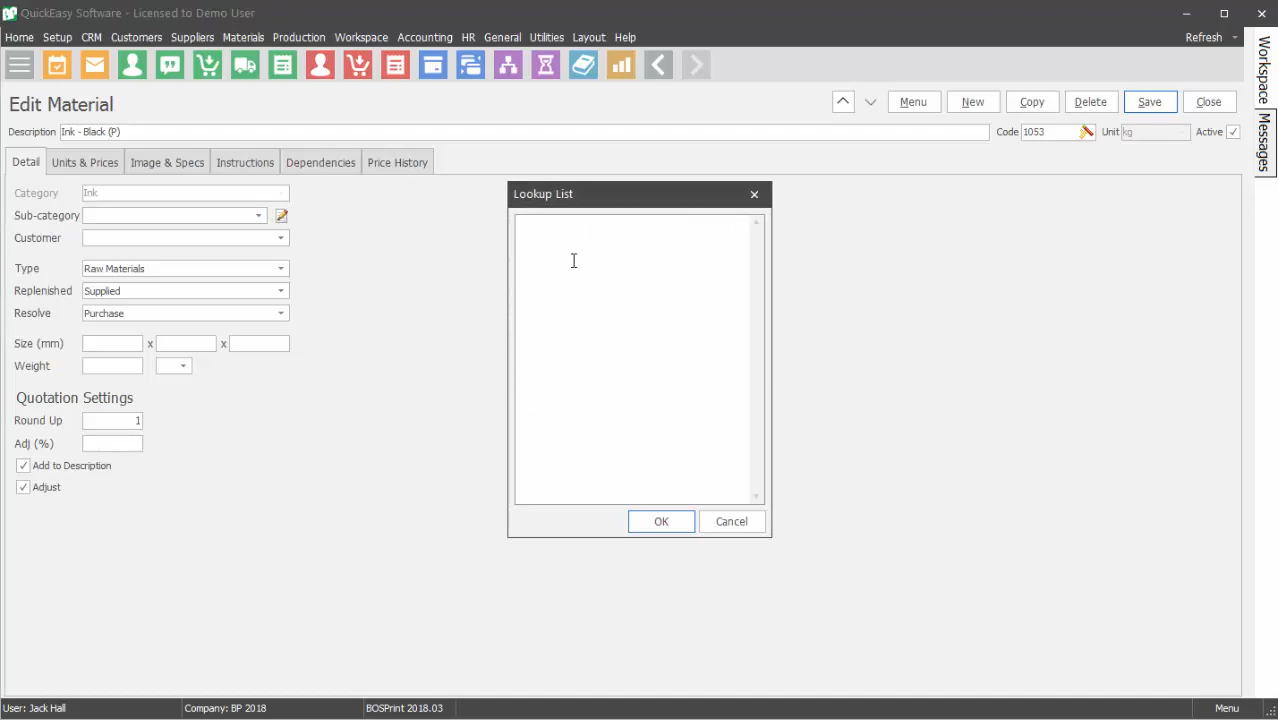 QuickEasy Software - Licensed to Demo User
Home Setup CRM Customers Suppliers Materials Production Workspace Accounting HR General Utilities Layout Help Refresh
Workspace
Messages
Edit Material
Menu New Copy Delete Save Close
Description Ink - Black (P) Code 1053 Unit kg Active
Detail Units & Prices Image & Specs Instructions Dependencies Price History
Category Ink
Sub-category
Customer
Type Raw Materials
Replenished Supplied
Resolve Purchase
Size (mm) x x
Weight
Quotation Settings
Round Up 1
Adj (%)
Add to Description
Adjust
Lookup List
OK Cancel
User: Jack Hall Company: BP 2018 BOSPrint 2018.03 Menu